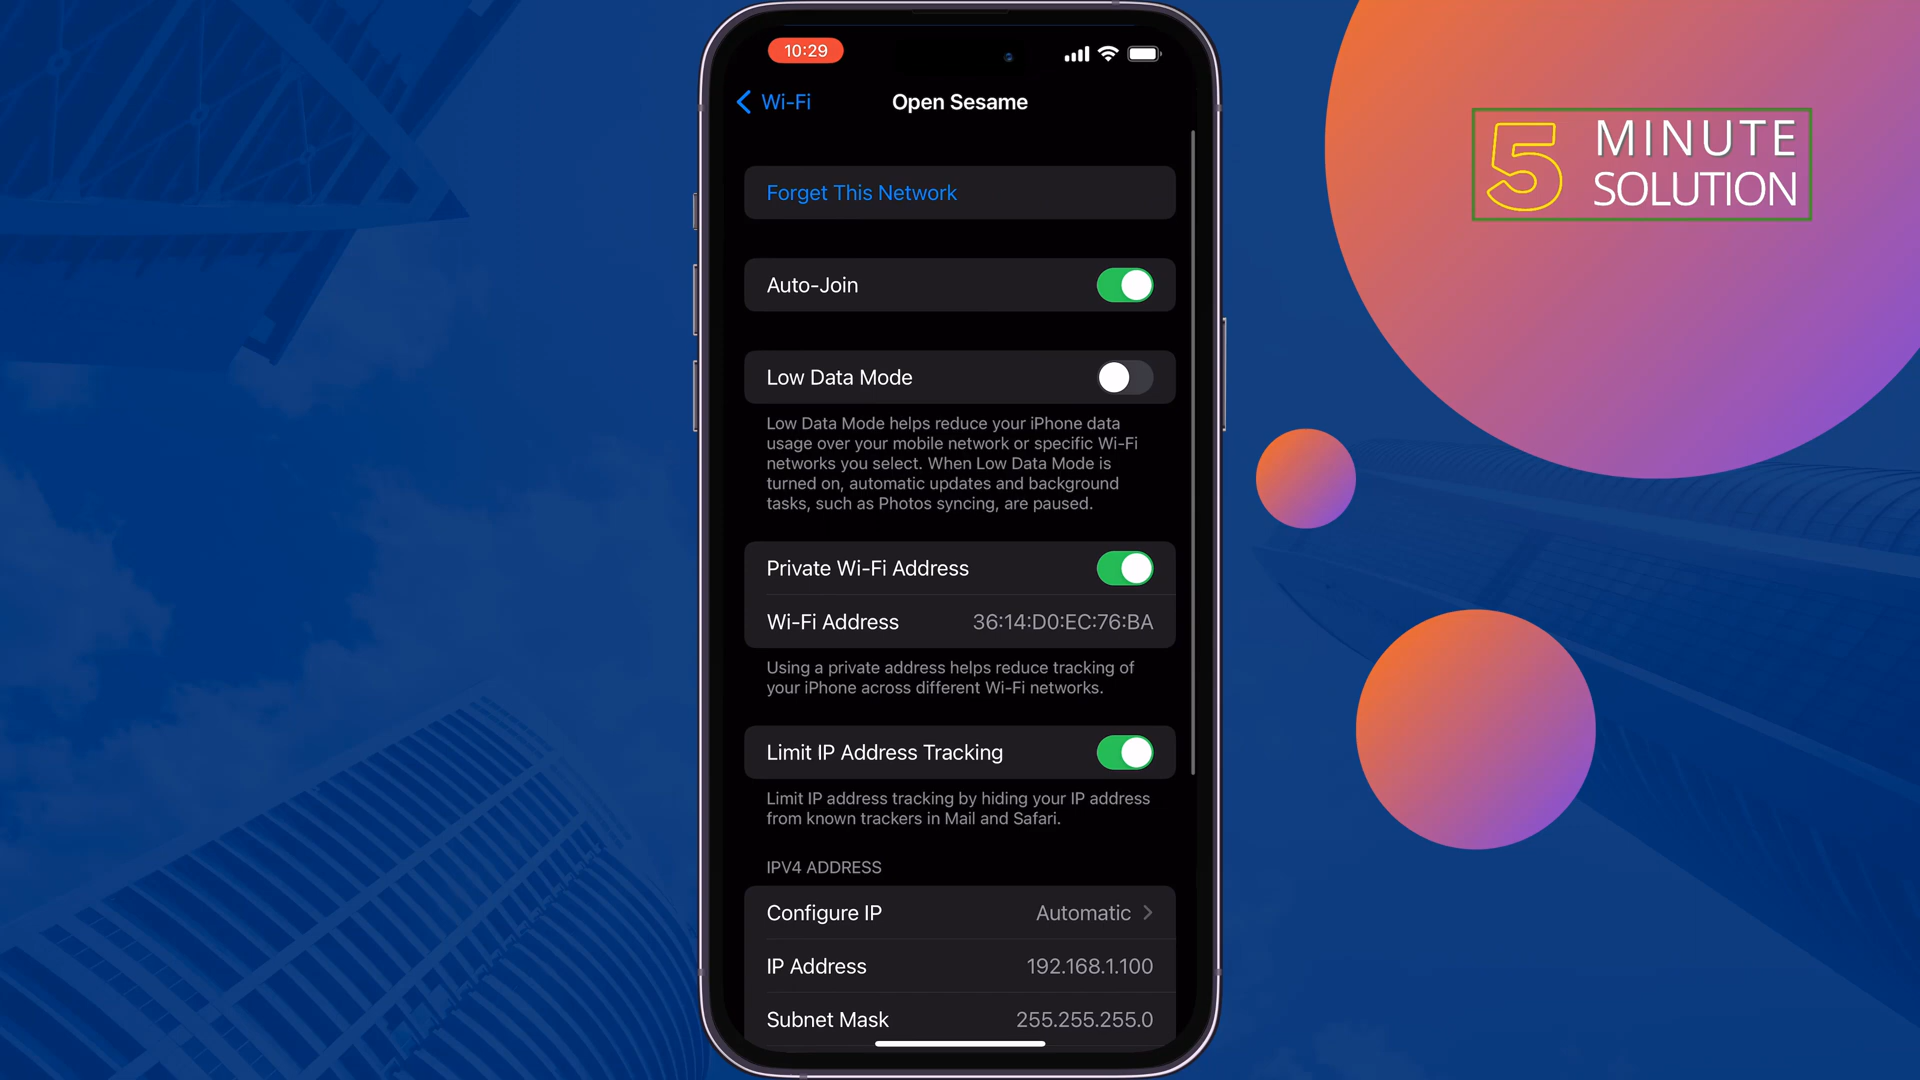 10:29
Wi-Fi
Open Sesame
Forget This Network
Auto-Join
Low Data Mode
Low Data Mode helps reduce your iPhone data
usage over your mobile network or specific Wi-Fi
networks you select. When Low Data Mode is
turned on, automatic updates and background
tasks, such as Photos syncing, are paused.
Private Wi-Fi Address
Wi-Fi Address 36:14:D0:EC:76:BA
Using a private address helps reduce tracking of
your iPhone across different Wi-Fi networks.
Limit IP Address Tracking
Limit IP address tracking by hiding your IP address
from known trackers in Mail and Safari.
IPV4 ADDRESS
Configure IP Automatic
IP Address 192.168.1.100
Subnet Mask 255.255.255.0
5 MINUTE
SOLUTION